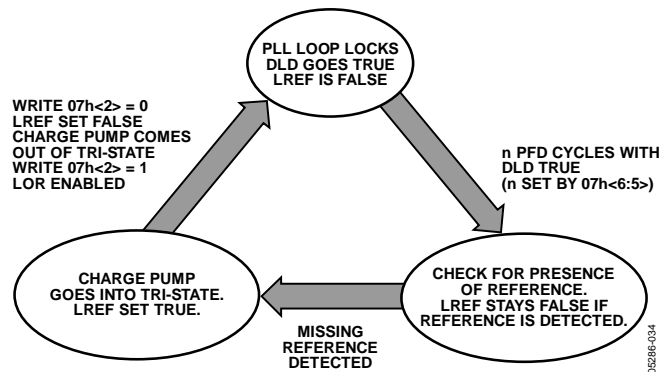 PLL LOOP LOCKS
DLD GOES TRUE
LREF IS FALSE
WRITE 07h<2> = 0
LREF SET FALSE
CHARGE PUMP COMES
OUT OF TRI-STATE
WRITE 07h<2> = 1
LOR ENABLED
n PFD CYCLES WITH
DLD TRUE
(n SET BY 07h<6:5>)
CHARGE PUMP
GOES INTO TRI-STATE.
LREF SET TRUE.
MISSING
REFERENCE
DETECTED
CHECK FOR PRESENCE
OF REFERENCE.
LREF STAYS FALSE IF
REFERENCE IS DETECTED.
05286-034